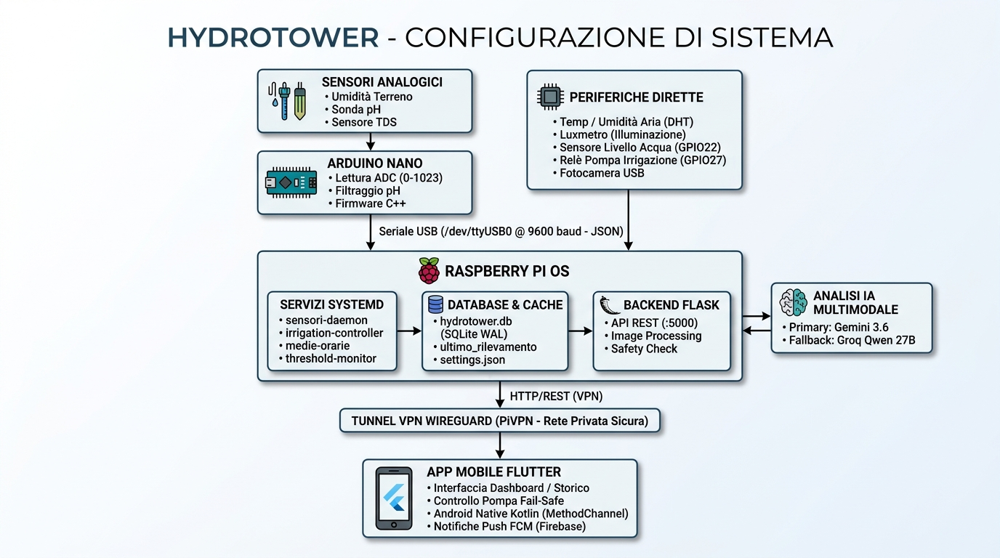 HYDROTOWER - CONFIGURAZIONE DI SISTEMA
SENSORI ANALOGICI
• Umidità Terreno
• Sonda pH
• Sensore TDS
PERIFERICHE DIRETTE
• Temp / Umidità Aria (DHT)
• Luxmetro (Illuminazione)
• Sensore Livello Acqua (GPIO22)
• Relè Pompa Irrigazione (GPIO27)
• Fotocamera USB
ARDUINO NANO
• Lettura ADC (0-1023)
• Filtraggio pH
• Firmware C++
Seriale USB (/dev/ttyUSB0 @ 9600 baud - JSON)
RASPBERRY PI OS
SERVIZI SYSTEMD
• sensori-daemon
• irrigation-controller
• medie-orarie
• threshold-monitor
DATABASE & CACHE
• hydrotower.db
(SQLite WAL)
• ultimo_rilevamento
• settings.json
BACKEND FLASK
• API REST (:5000)
• Image Processing
• Safety Check
ANALISI IA
MULTIMODALE
• Primary: Gemini 3.6
• Fallback: Groq Qwen 27B
HTTP/REST (VPN)
TUNNEL VPN WIREGUARD (PiVPN - Rete Privata Sicura)
APP MOBILE FLUTTER
• Interfaccia Dashboard / Storico
• Controllo Pompa Fail-Safe
• Android Native Kotlin (MethodChannel)
• Notifiche Push FCM (Firebase)